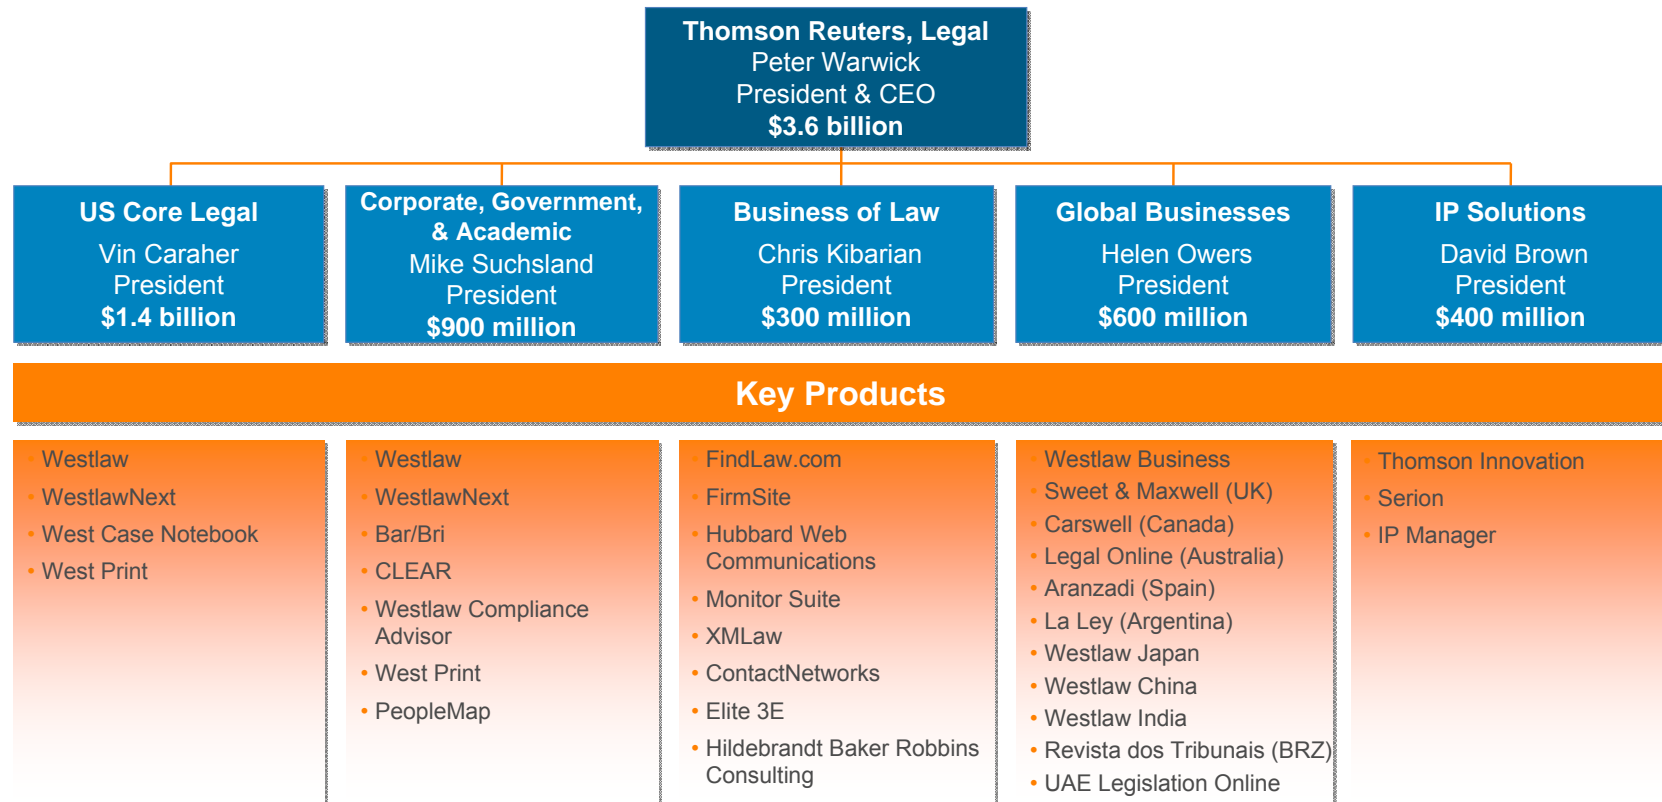 Thomson Reuters, Legal
Peter Warwick
President & CEO
$3.6 billion
US Core Legal
Vin Caraher
President
$1.4 billion
Corporate, Government,
& Academic
Mike Suchsland
President
$900 million
Business of Law
Chris Kibarian
President
$300 million
Global Businesses
Helen Owers
President
$600 million
IP Solutions
David Brown
President
$400 million
Key Products
• Westlaw
• WestlawNext
• West Case Notebook
• West Print
• Westlaw
• WestlawNext
• Bar/Bri
• CLEAR
• Westlaw Compliance
Advisor
• West Print
• PeopleMap
• FindLaw.com
• FirmSite
• Hubbard Web
Communications
• Monitor Suite
• XMLaw
• ContactNetworks
• Elite 3E
• Hildebrandt Baker Robbins
Consulting
• Westlaw Business
• Sweet & Maxwell (UK)
• Carswell (Canada)
• Legal Online (Australia)
• Aranzadi (Spain)
• La Ley (Argentina)
• Westlaw Japan
• Westlaw China
• Westlaw India
• Revista dos Tribunais (BRZ)
• UAE Legislation Online
• Thomson Innovation
• Serion
• IP Manager